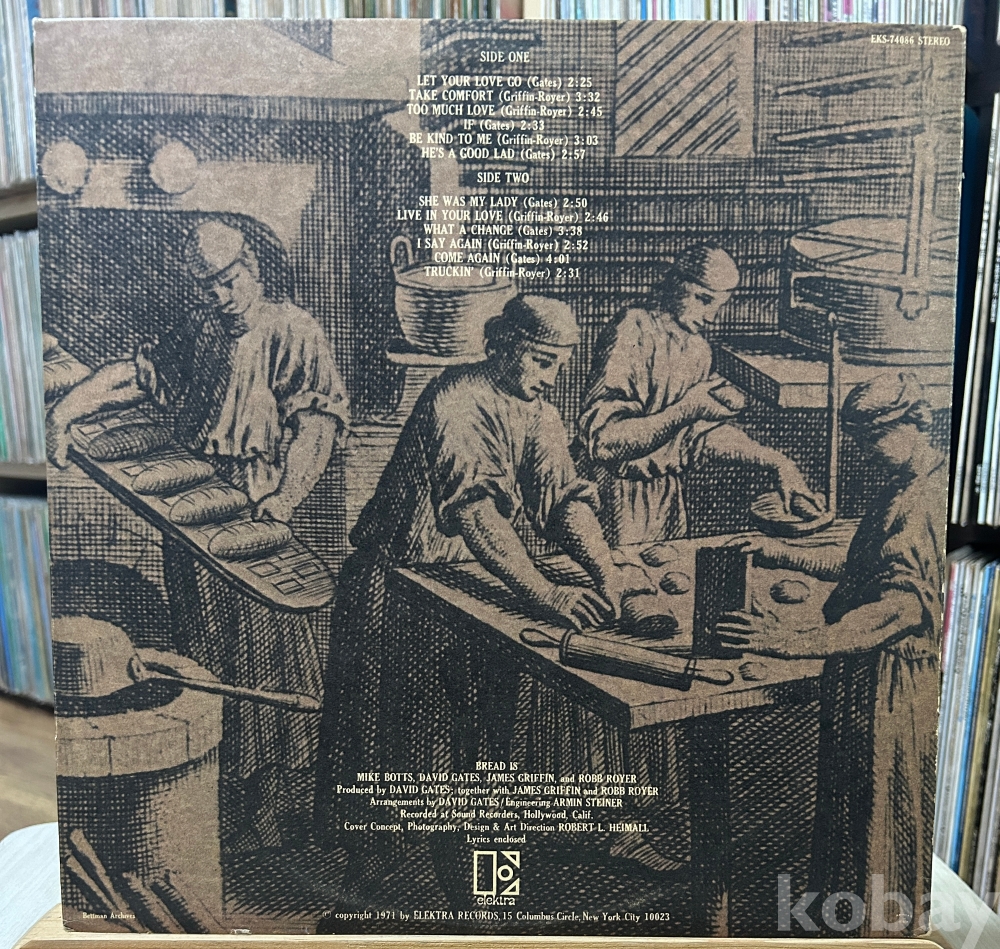 EKS-74086 STEREO
SIDE ONE
LET YOUR LOVE GO (Gates) 2:25
TAKE COMFORT (Griffin-Royer) 3:32
TOO MUCH LOVE (Griffin-Royer) 2:45
IF (Gates) 2:33
BE KIND TO ME (Griffin-Royer) 3:03
HE'S A GOOD LAD (Gates) 2:57
SIDE TWO
SHE WAS MY LADY (Gates) 2:50
LIVE IN YOUR LOVE (Griffin-Royer) 2:46
WHAT A CHANGE (Gates) 3:38
I SAY AGAIN (Griffin-Royer) 2:52
COME AGAIN (Gates) 4:01
TRUCKIN' (Griffin-Royer) 2:31
BREAD IS
MIKE BOTTS, DAVID GATES, JAMES GRIFFIN, and ROBB ROYER
Produced by DAVID GATES; together with JAMES GRIFFIN and ROBB ROYER
Arrangements by DAVID GATES/Engineering ARMIN STEINER
Recorded at Sound Recorders, Hollywood, Calif.
Cover Concept, Photography, Design & Art Direction ROBERT L. HEIMALL
Lyrics enclosed
elektra
Bettman Archives
© copyright 1971 by ELEKTRA RECORDS, 15 Columbus Circle, New York City 10023
kobay